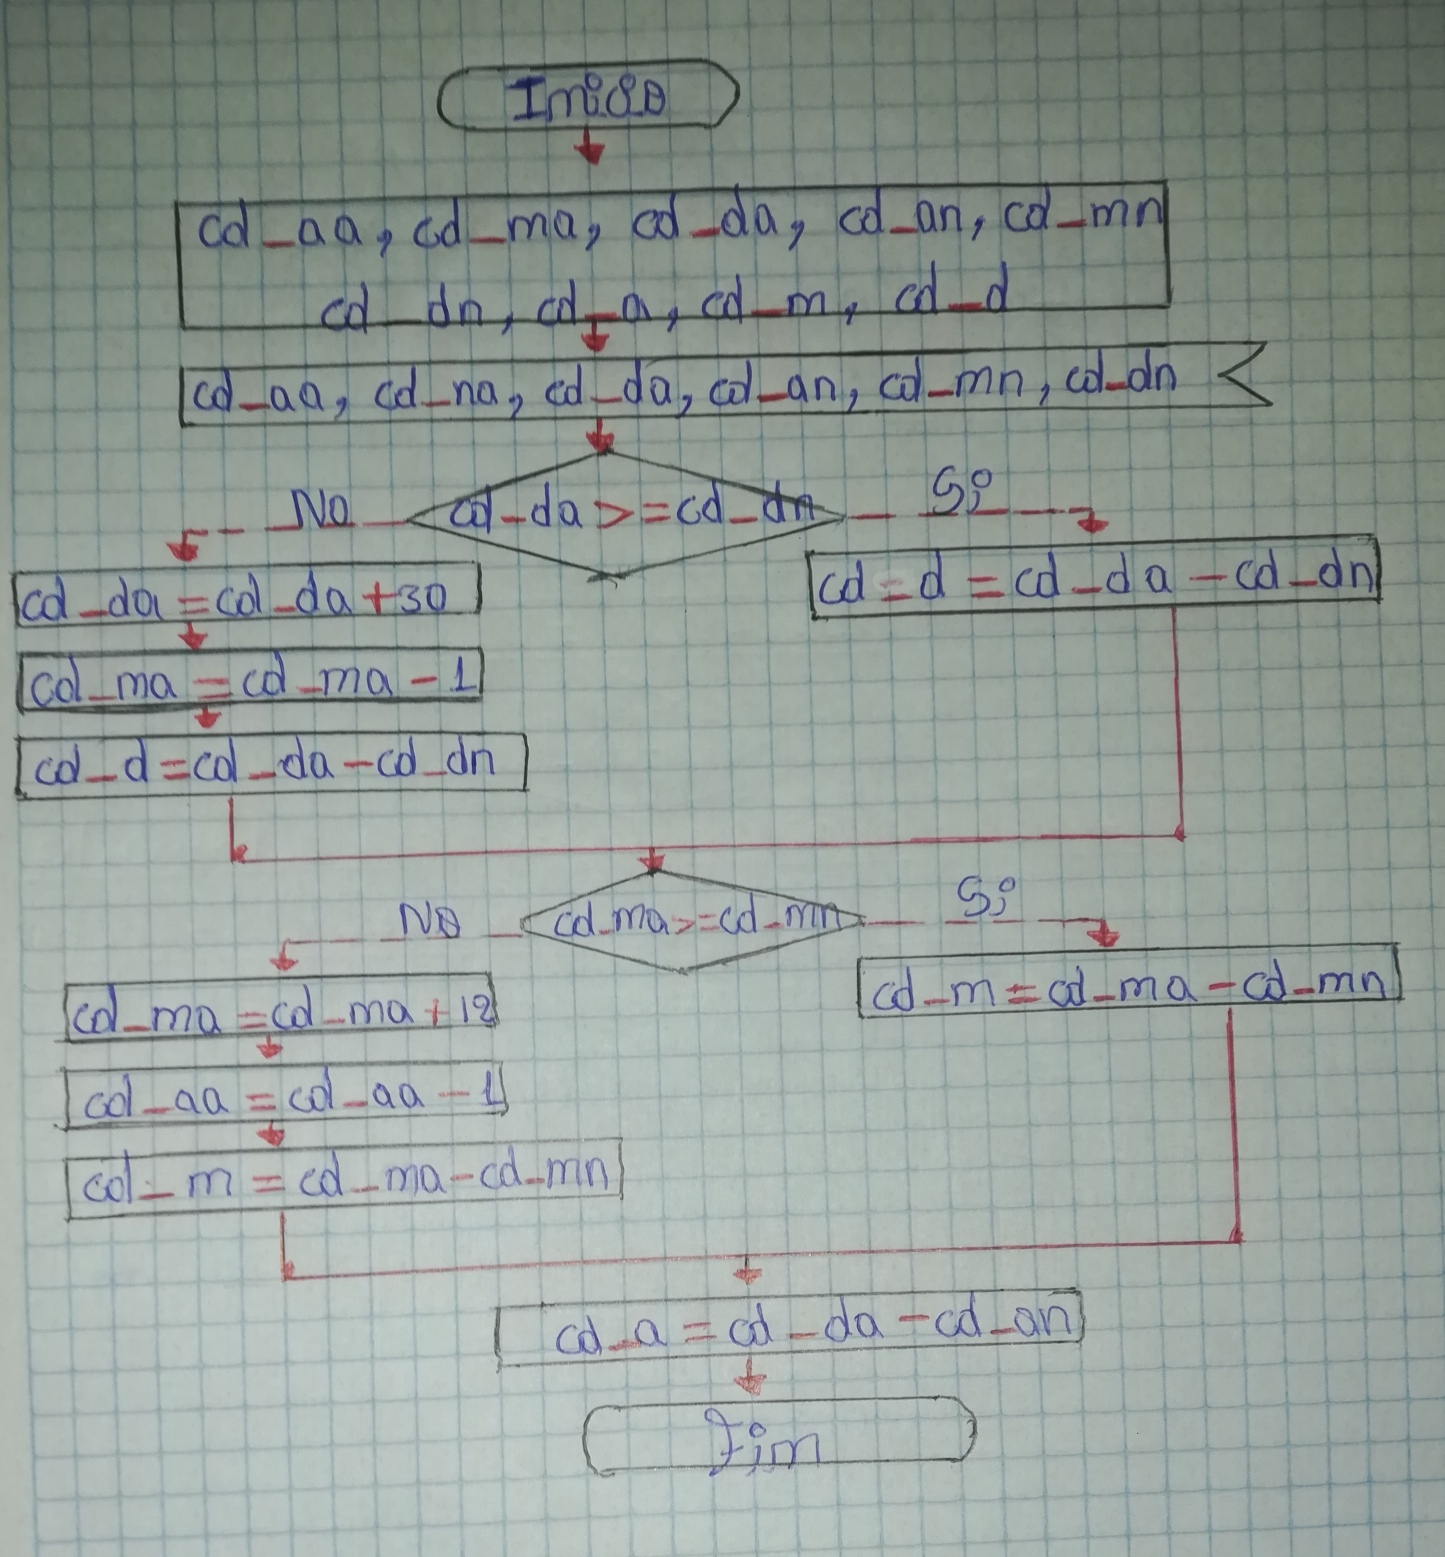 Inicio
cd_aa, cd_ma, cd_da, cd_an, cd_mn
cd_dn, cd_a, cd_m, cd_d
cd_aa, cd_na, cd_da, cd_an, cd_mn, cd_dn
No
cd_da >= cd_dn
Si
cd_da = cd_da + 30
cd_d = cd_da - cd_dn
cd_ma = cd_ma - 1
cd_d = cd_da - cd_dn
No
cd_ma >= cd_mn
Si
cd_ma = cd_ma + 12
cd_m = cd_ma - cd_mn
cd_aa = cd_aa - 1
cd_m = cd_ma - cd_mn
cd_a = cd_da - cd_an
Fin